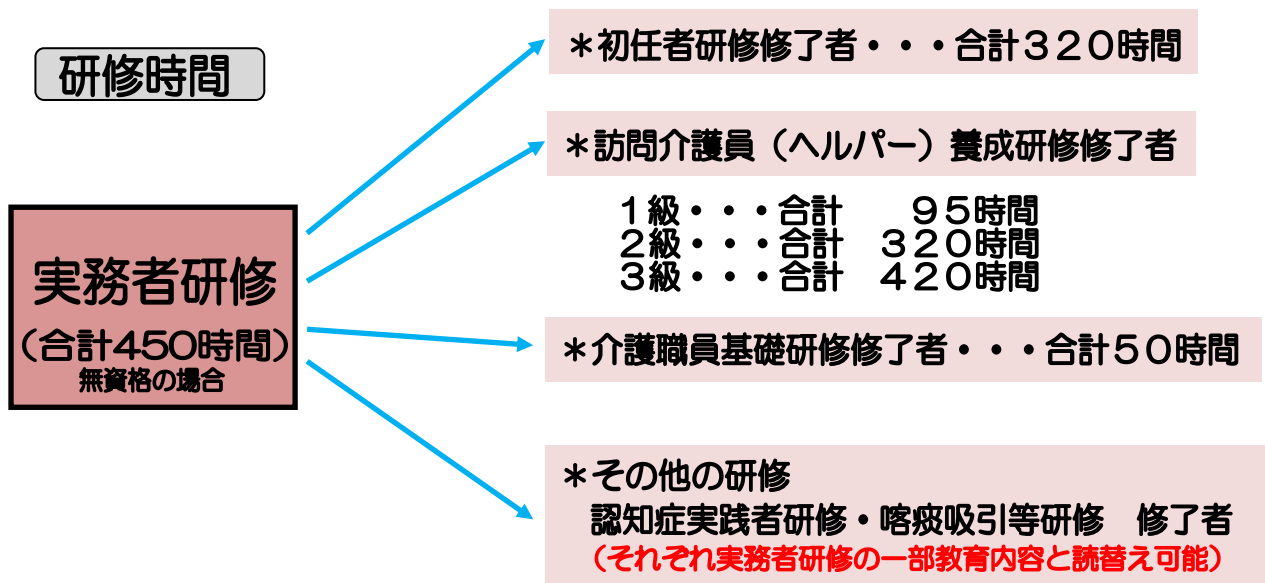 研修時間
実務者研修
（合計450時間）
無資格の場合
＊初任者研修修了者・・・合計３２０時間
＊訪問介護員（ヘルパー）養成研修修了者
１級・・・合計　　９５時間
２級・・・合計　３２０時間
３級・・・合計　４２０時間
＊介護職員基礎研修修了者・・・合計５０時間
＊その他の研修
認知症実践者研修・喀痰吸引等研修　修了者
（それぞれ実務者研修の一部教育内容と読替え可能）